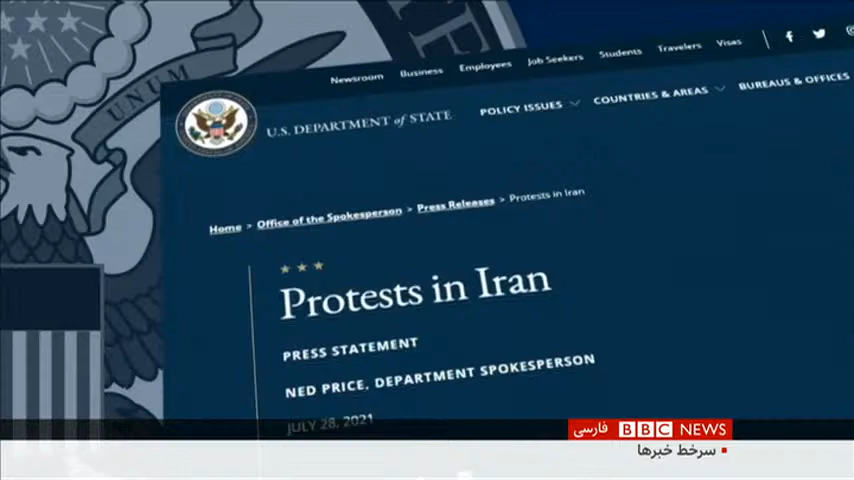 UNUM
Newsroom Business Employees Job Seekers Students Travelers Visas
U.S. DEPARTMENT of STATE
POLICY ISSUES COUNTRIES & AREAS BUREAUS & OFFICES
Home > Office of the Spokesperson > Press Releases > Protests in Iran
Protests in Iran
PRESS STATEMENT
NED PRICE, DEPARTMENT SPOKESPERSON
JULY 28, 2021
BBC NEWS فارسی
سرخط خبرها